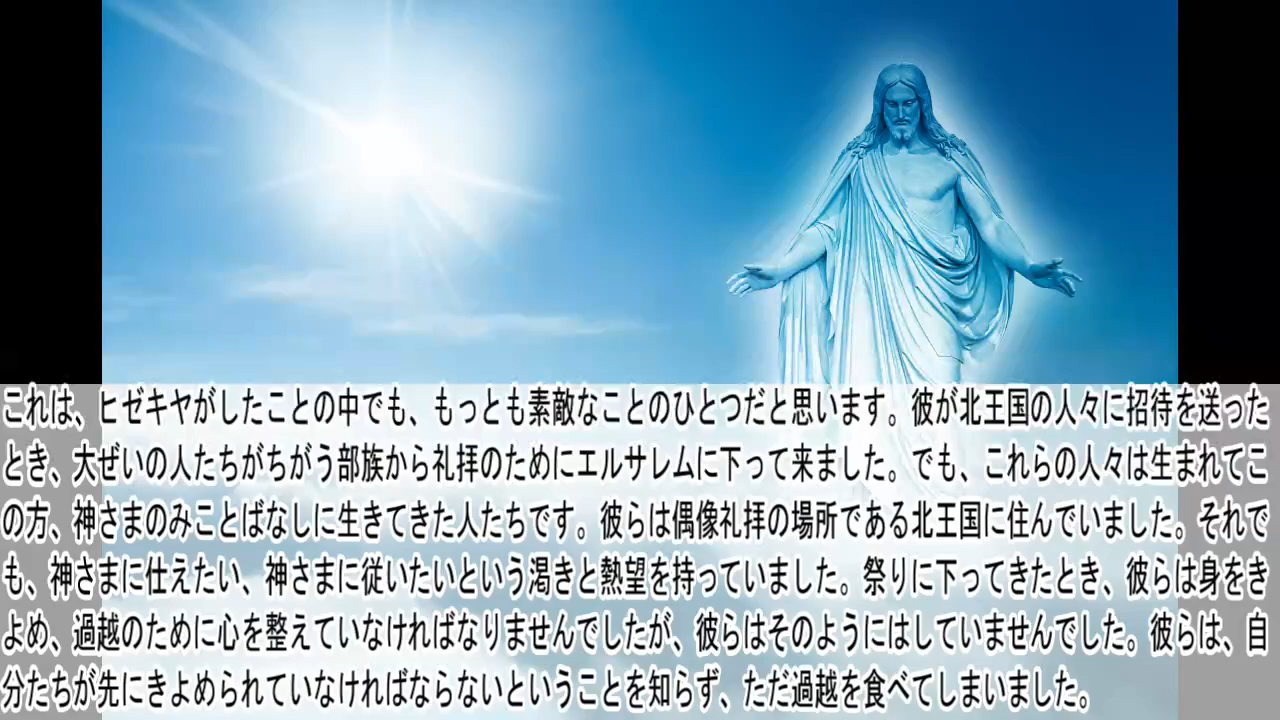 これは、ヒゼキヤがしたことの中でも、もっとも素敵なことのひとつだと思います。彼が北王国の人々に招待を送った
とき、大ぜいの人たちがちがう部族から礼拝のためにエルサレムに下って来ました。でも、これらの人々は生まれてこ
の方、神さまのみことばなしに生きてきた人たちです。彼らは偶像礼拝の場所である北王国に住んでいました。それで
も、神さまに仕えたい、神さまに従いたいという渇きと熱望を持っていました。祭りに下ってきたとき、彼らは身をき
よめ、過越のために心を整えていなければなりませんでしたが、彼らはそのようにはしていませんでした。彼らは、自
分たちが先にきよめられていなければならないということを知らず、ただ過越を食べてしまいました。